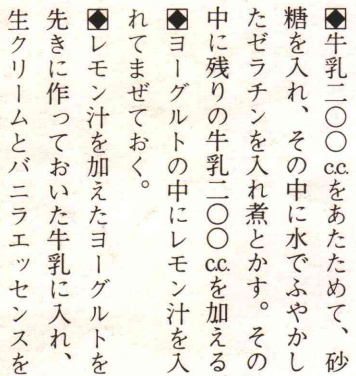 ◆牛乳二〇〇cc.をあたためて、砂
糖を入れ、その中に水でふやかし
たゼラチンを入れ煮とかす。その
中に残りの牛乳二〇〇cc.を加える
◆ヨーグルトの中にレモン汁を入
れてまぜておく。
◆レモン汁を加えたヨーグルトを
先きに作っておいた牛乳に入れ、
生クリームとバニラエッセンスを